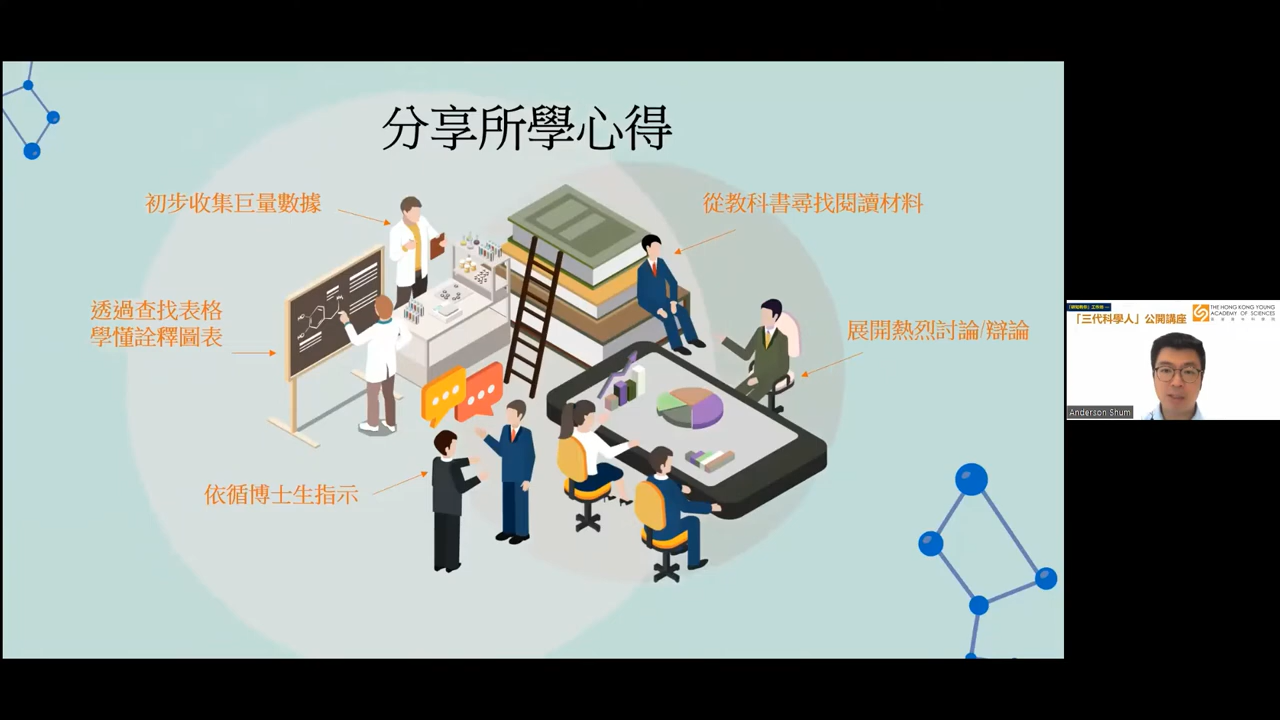 分享所學心得
初步收集巨量數據
從教科書尋找閱讀材料
透過查找表格
學懂詮釋圖表
展開熱烈討論/辯論
依循博士生指示
THE HONG KONG YOUNG
ACADEMY OF SCIENCES
「三代科學人」公開講座
Anderson Shum